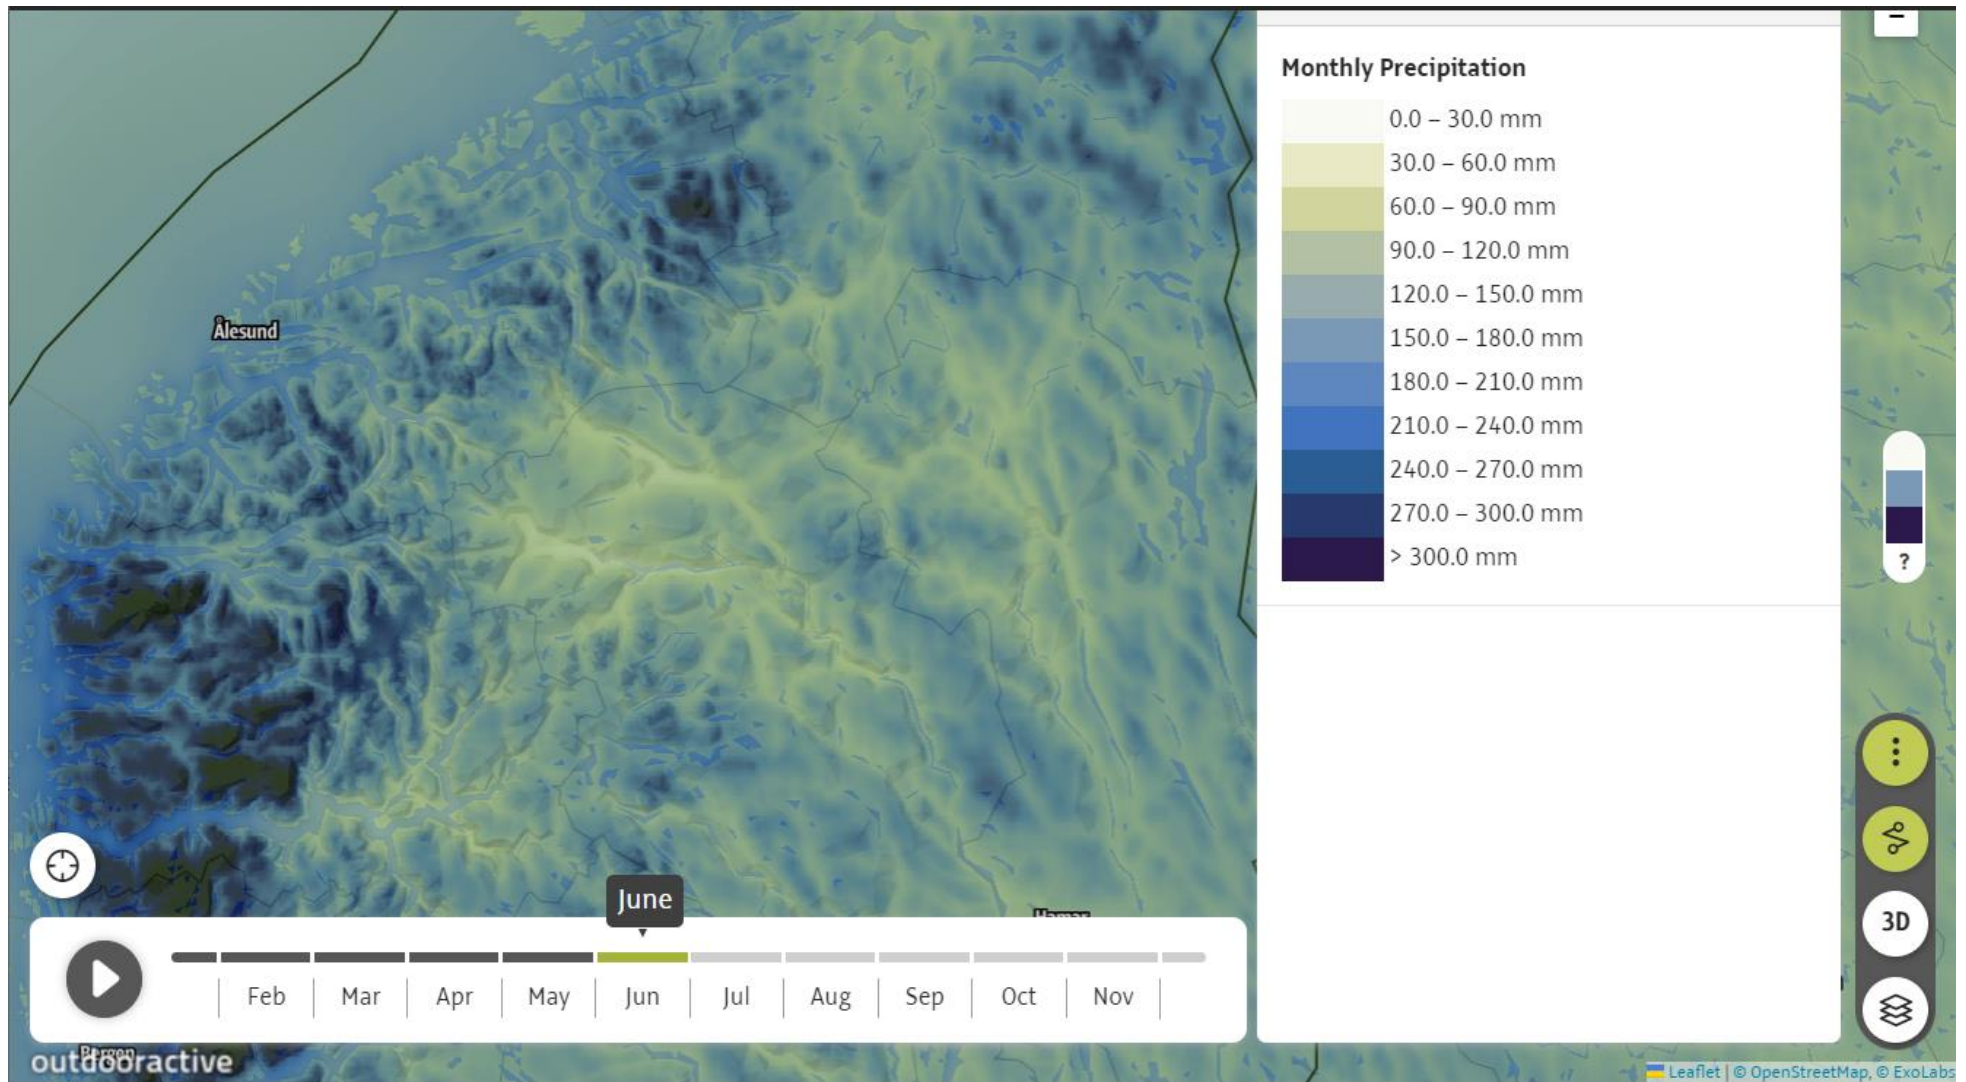 Monthly Precipitation
0.0 – 30.0 mm
30.0 – 60.0 mm
60.0 – 90.0 mm
90.0 – 120.0 mm
120.0 – 150.0 mm
150.0 – 180.0 mm
180.0 – 210.0 mm
210.0 – 240.0 mm
240.0 – 270.0 mm
270.0 – 300.0 mm
> 300.0 mm
Ålesund
?
3D
Hamar
June
Feb Mar Apr May Jun Jul Aug Sep Oct Nov
Bergen
outdooractive
Leaflet | © OpenStreetMap, © ExoLabs